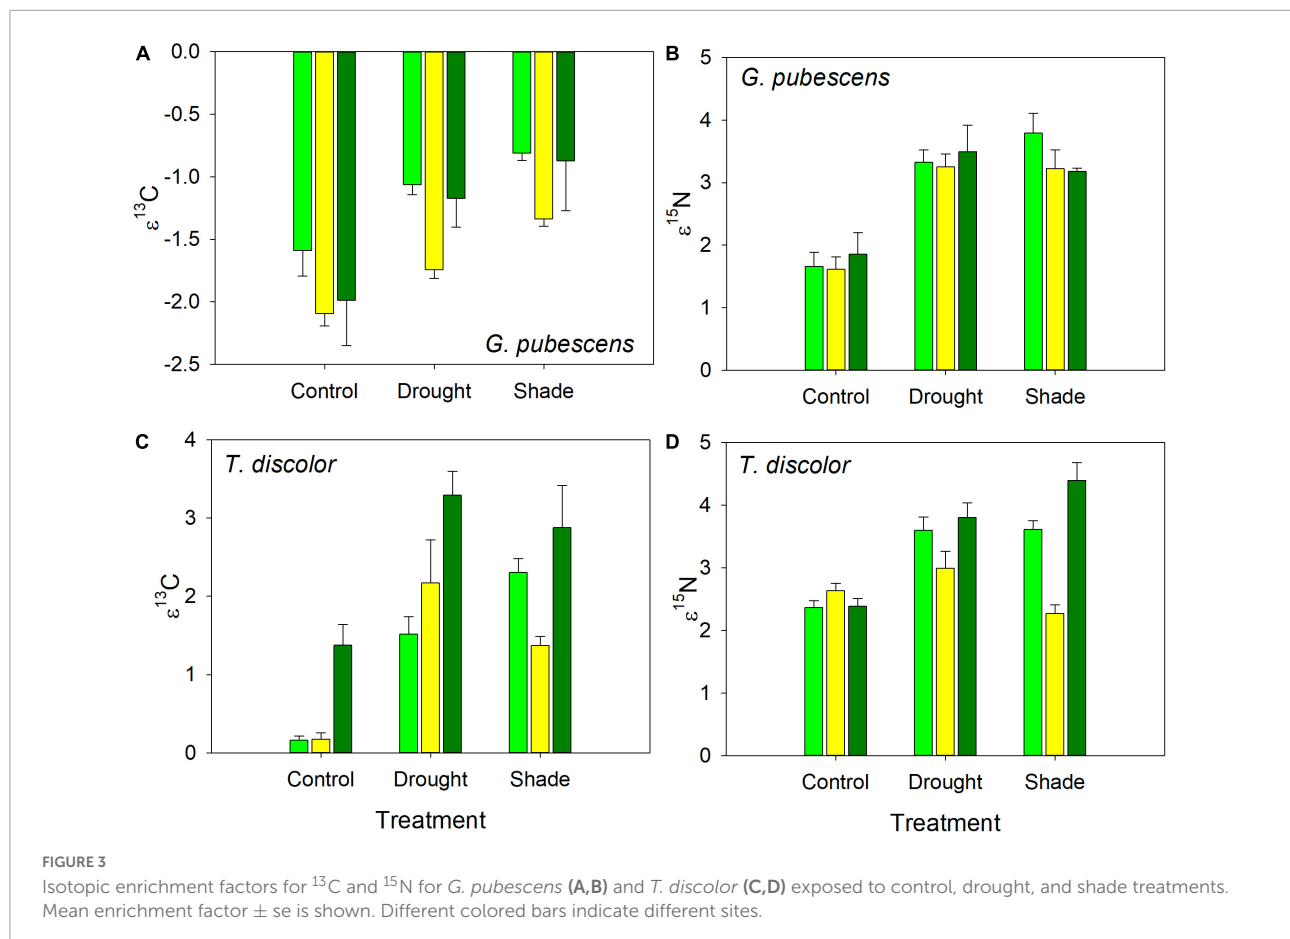 A
0.0
-0.5
-1.0
-1.5
-2.0
-2.5
ε¹³C
G. pubescens
Control Drought Shade
B
5
4
3
2
1
0
ε¹⁵N
G. pubescens
Control Drought Shade
C
4
3
2
1
0
ε¹³C
T. discolor
Control Drought Shade
Treatment
D
5
4
3
2
1
0
ε¹⁵N
T. discolor
Control Drought Shade
Treatment
FIGURE 3
Isotopic enrichment factors for ¹³C and ¹⁵N for G. pubescens (A,B) and T. discolor (C,D) exposed to control, drought, and shade treatments.
Mean enrichment factor ± se is shown. Different colored bars indicate different sites.